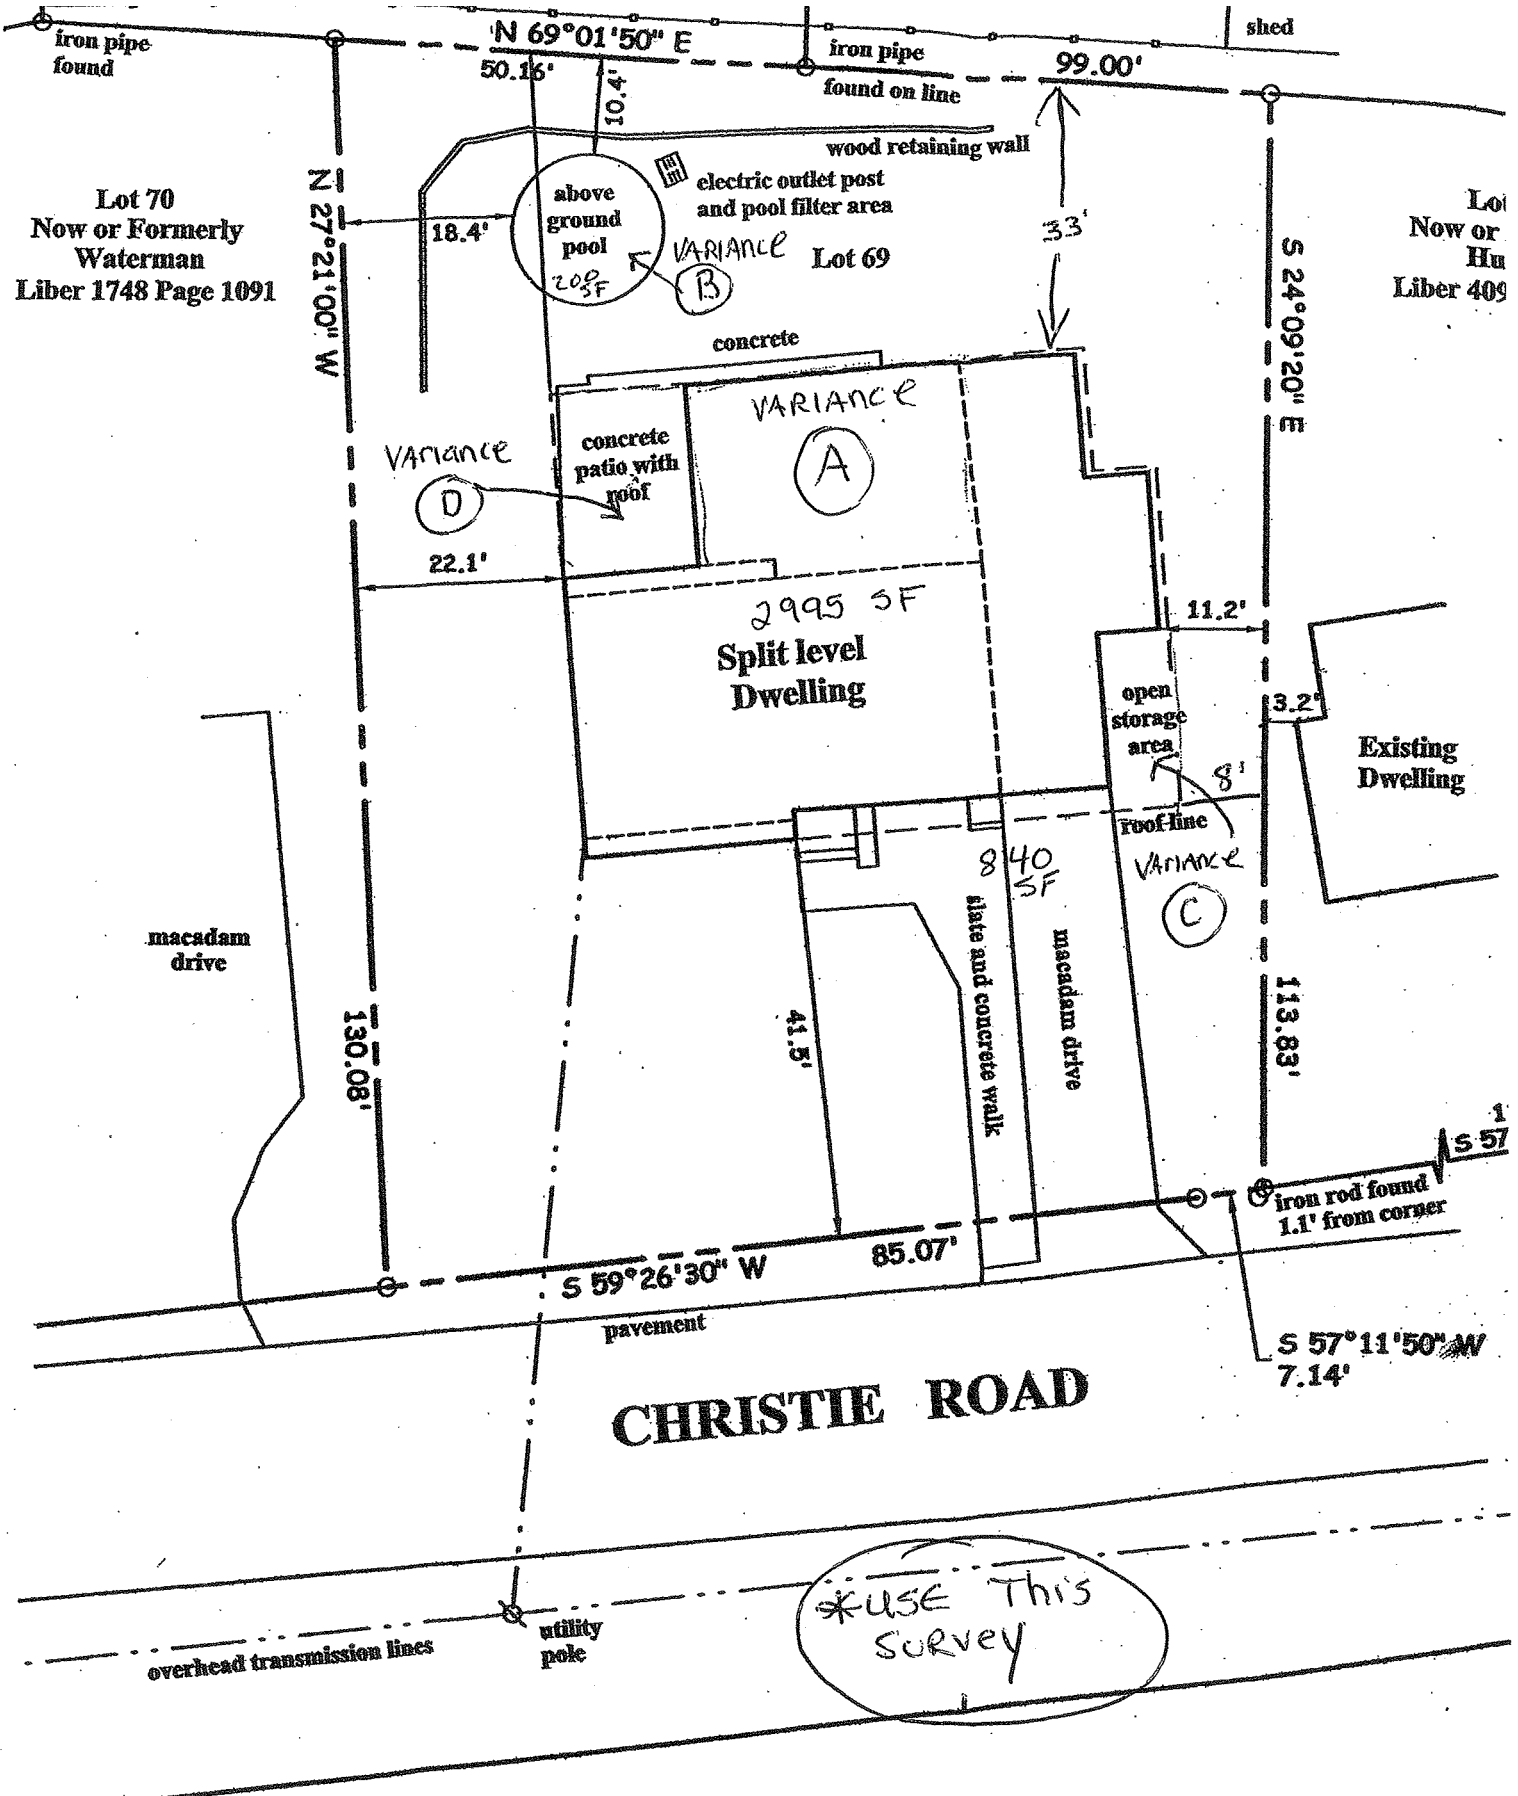 iron pipe
found
N 69°01'50" E
50.16'
10.4'
iron pipe
found on line
99.00'
shed
wood retaining wall
Lot 70
Now or Formerly
Waterman
Liber 1748 Page 1091
N 27°21'00" W
18.4'
above
ground
pool
200
SF
electric outlet post
and pool filter area
VARIANCE
B
Lot 69
33'
S 24°09'20" E
Now or
Liber 409
concrete
VARIANCE
A
VARIANCE
D
concrete
patio with
roof
22.1'
2995 SF
Split level
Dwelling
11.2'
open
storage
area
3.2'
8'
Existing
Dwelling
roof line
VARIANCE
C
840
SF
slate and concrete walk
macadam drive
macadam
drive
41.5'
130.08'
113.83'
S 57
iron rod found
1.1' from corner
S 59°26'30" W
85.07'
pavement
S 57°11'50" W
7.14'
CHRISTIE ROAD
*USE This
SURVEY
utility
pole
overhead transmission lines